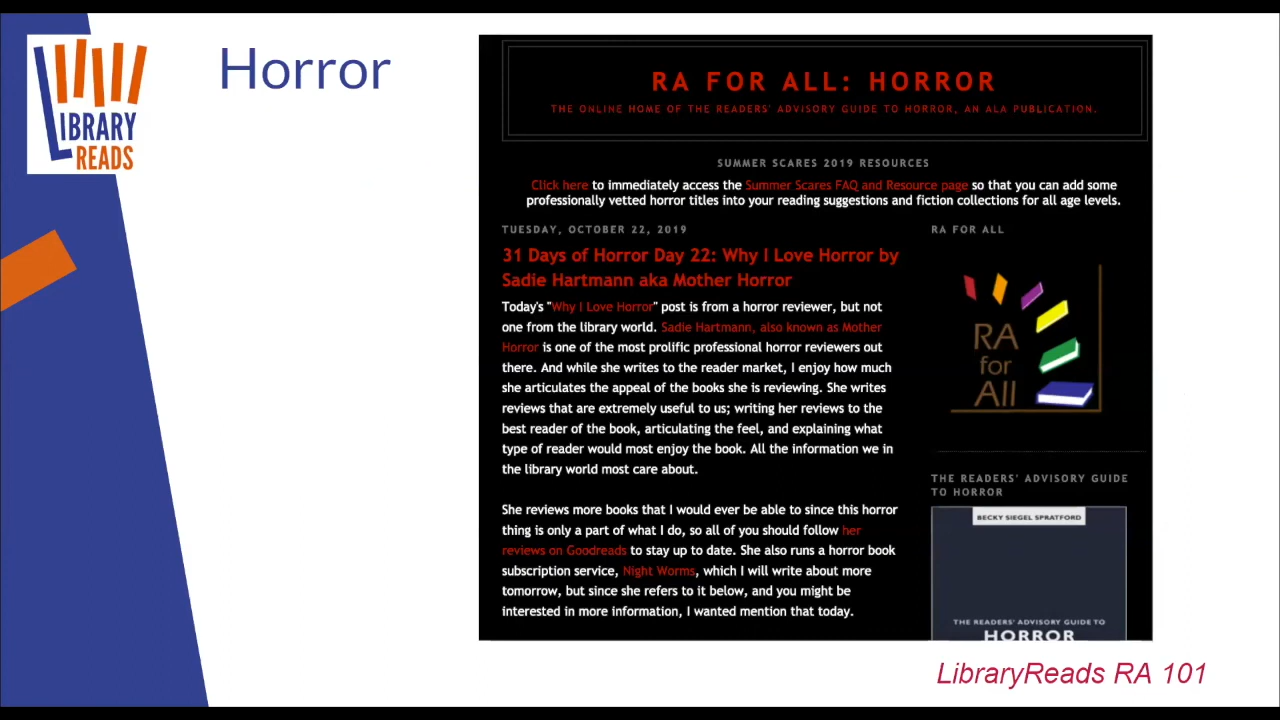 LIBRARY
READS
Horror
RA FOR ALL: HORROR
THE ONLINE HOME OF THE READERS' ADVISORY GUIDE TO HORROR, AN ALA PUBLICATION.
SUMMER SCARES 2019 RESOURCES
Click here to immediately access the Summer Scares FAQ and Resource page so that you can add some
professionally vetted horror titles into your reading suggestions and fiction collections for all age levels.
TUESDAY, OCTOBER 22, 2019
31 Days of Horror Day 22: Why I Love Horror by
Sadie Hartmann aka Mother Horror
Today's "Why I Love Horror" post is from a horror reviewer, but not
one from the library world. Sadie Hartmann, also known as Mother
Horror is one of the most prolific professional horror reviewers out
there. And while she writes to the reader market, I enjoy how much
she articulates the appeal of the books she is reviewing. She writes
reviews that are extremely useful to us; writing her reviews to the
best reader of the book, articulating the feel, and explaining what
type of reader would most enjoy the book. All the information we in
the library world most care about.
She reviews more books that I would ever be able to since this horror
thing is only a part of what I do, so all of you should follow her
reviews on Goodreads to stay up to date. She also runs a horror book
subscription service, Night Worms, which I will write about more
tomorrow, but since she refers to it below, and you might be
interested in more information, I wanted mention that today.
RA FOR ALL
RA
for
All
THE READERS' ADVISORY GUIDE
TO HORROR
BECKY SIEGEL SPRATFORD
THE READERS' ADVISORY GUIDE TO
HORROR
LibraryReads RA 101